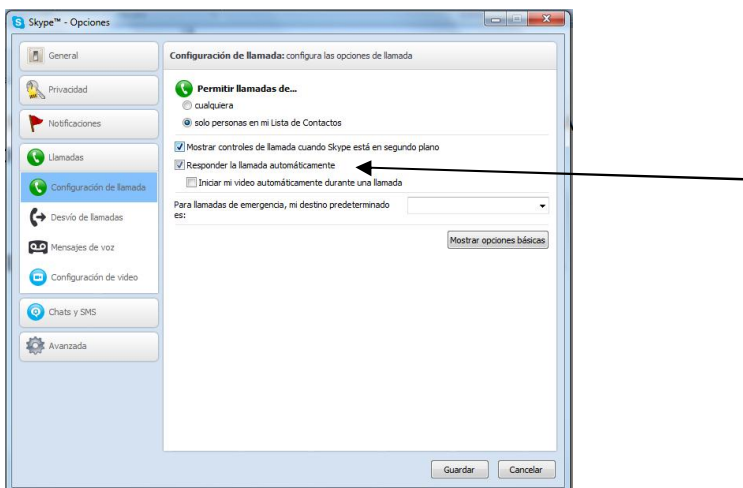 Skype™ - Opciones
General
Privacidad
Notificaciones
Llamadas
Configuración de llamada
Desvío de llamadas
Mensajes de voz
Configuración de video
Chats y SMS
Avanzada
Configuración de llamada: configura las opciones de llamada
Permitir llamadas de...
cualquiera
solo personas en mi Lista de Contactos
Mostrar controles de llamada cuando Skype está en segundo plano
Responder la llamada automáticamente
Iniciar mi video automáticamente durante una llamada
Para llamadas de emergencia, mi destino predeterminado
es:
Mostrar opciones básicas
Guardar
Cancelar